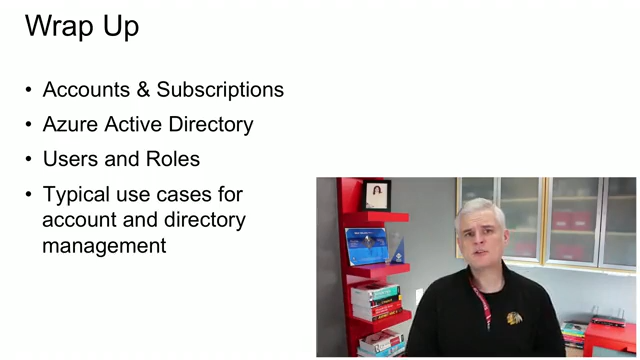 Wrap Up
• Accounts & Subscriptions
• Azure Active Directory
• Users and Roles
• Typical use cases for
account and directory
management